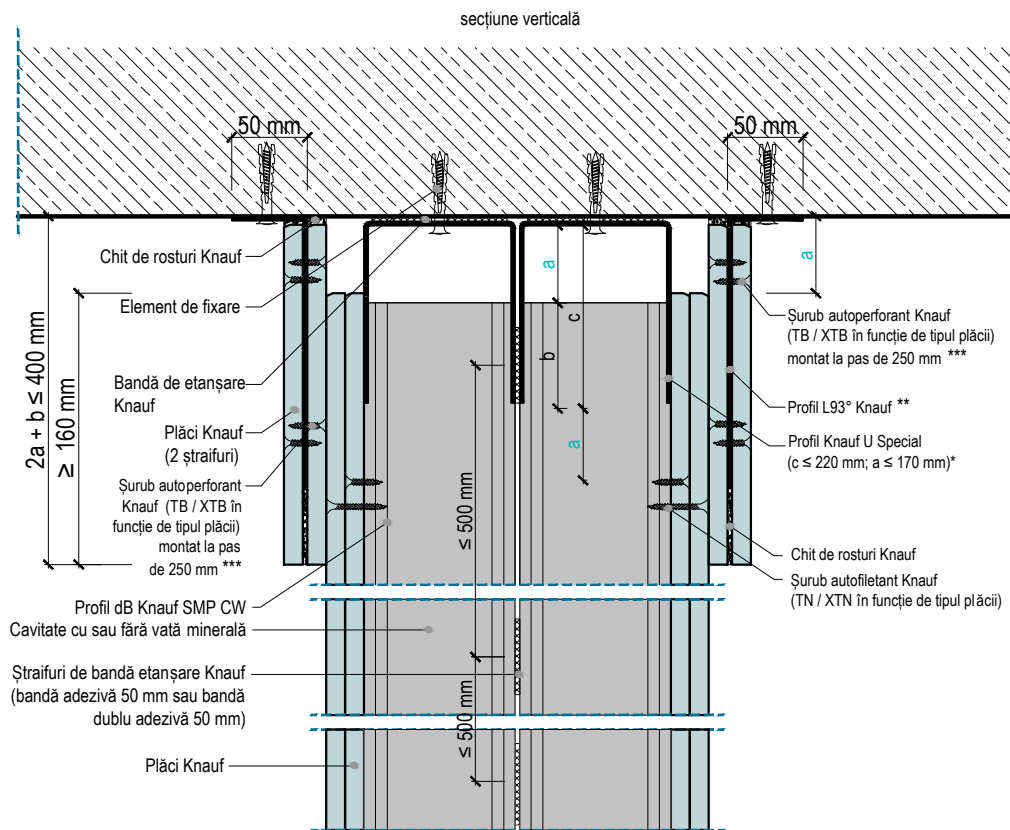 secțiune verticală
50 mm
50 mm
Chit de rosturi Knauf
Element de fixare
Bandă de etanșare
Knauf
Plăci Knauf
(2 ștraifuri)
Șurub autoperforant
Knauf (TB / XTB în
funcție de tipul plăcii)
montat la pas
de 250 mm ***
2a + b ≤ 400 mm
≥ 160 mm
Profil dB Knauf SMP CW
Cavitate cu sau fără vată minerală
Ștraifuri de bandă etanșare Knauf
(bandă adezivă 50 mm sau bandă
dublu adezivă 50 mm)
Plăci Knauf
≤ 500 mm
≤ 500 mm
a
b
c
a
a
Șurub autoperforant Knauf
(TB / XTB în funcție de tipul plăcii)
montat la pas de 250 mm ***
Profil L93° Knauf **
Profil Knauf U Special
(c ≤ 220 mm; a ≤ 170 mm)*
Chit de rosturi Knauf
Șurub autofiletant Knauf
(TN / XTN în funcție de tipul plăcii)